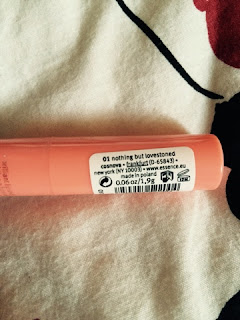 01 nothing but lovestoned
cosnova • frankfurt (D-65843) •
new york (NY 10003) • www.essence.eu
made in poland
0.06 oz/1,9g